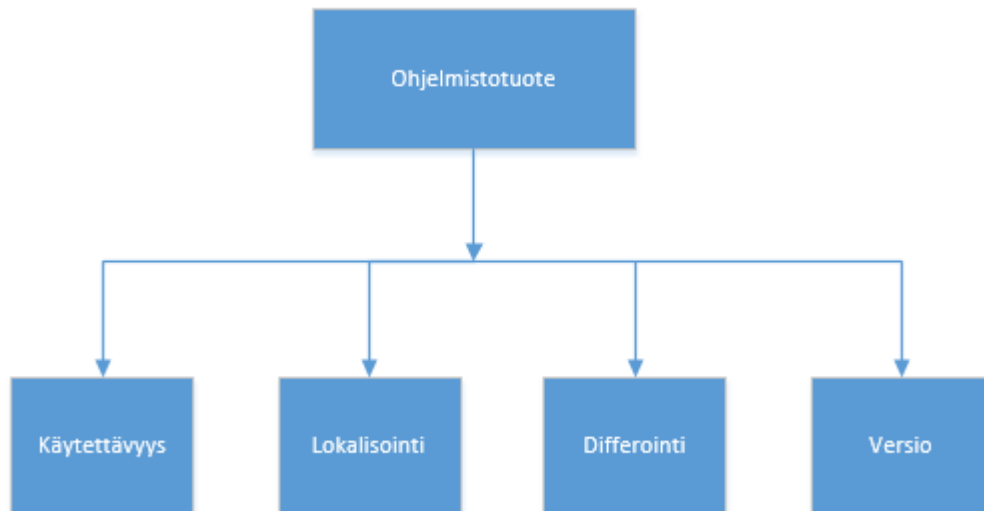 Ohjelmistotuote
Käytettävyys
Lokalisointi
Differointi
Versio